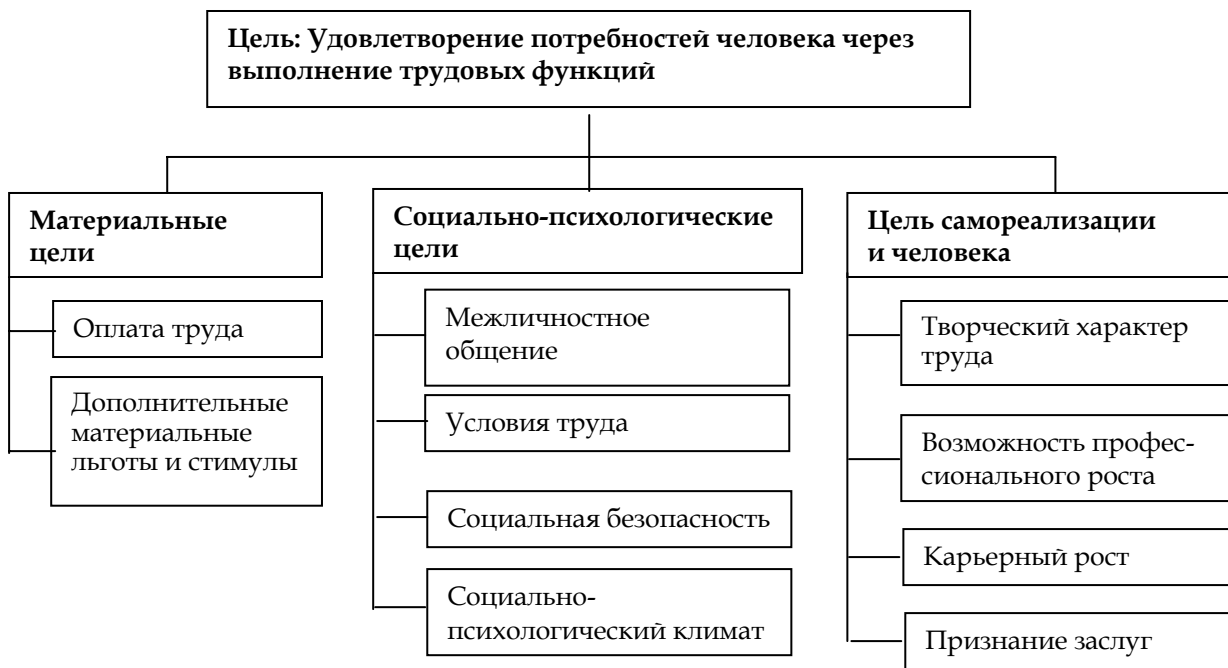 Цель: Удовлетворение потребностей человека через
выполнение трудовых функций
Материальные
цели
Оплата труда
Дополнительные
материальные
льготы и стимулы
Социально-психологические
цели
Межличностное
общение
Условия труда
Социальная безопасность
Социально-
психологический климат
Цель самореализации
и человека
Творческий характер
труда
Возможность профес-
сионального роста
Карьерный рост
Признание заслуг